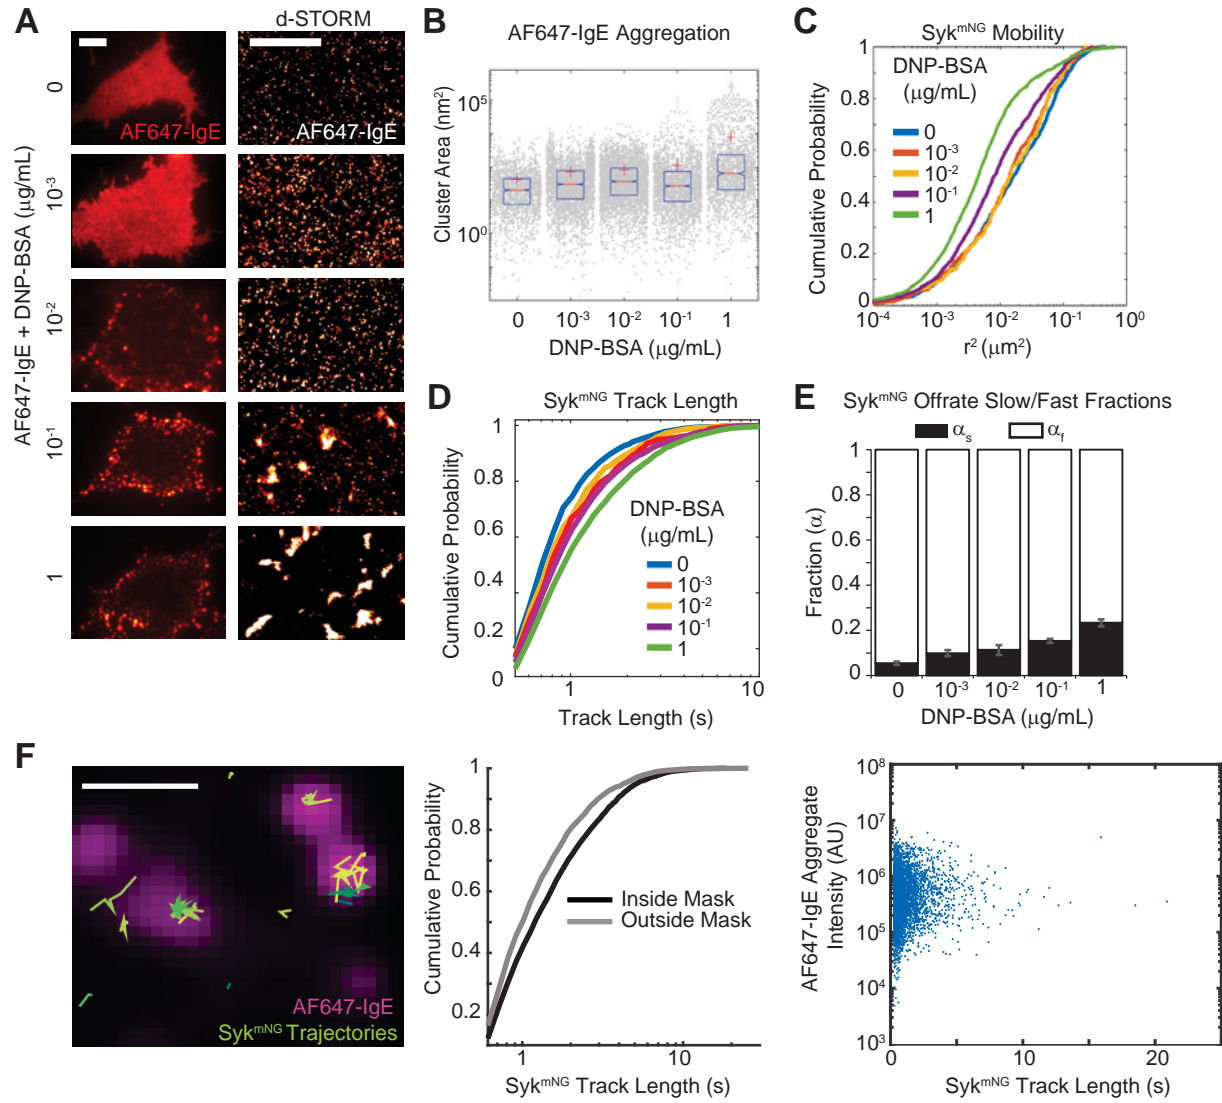 A
d-STORM
AF647-IgE + DNP-BSA (μg/mL)
0
AF647-IgE
AF647-IgE
10⁻³
10⁻²
10⁻¹
1
B
AF647-IgE Aggregation
Cluster Area (nm²)
10⁵
10⁰
0 10⁻³ 10⁻² 10⁻¹ 1
DNP-BSA (μg/mL)
C
Sykᵐᴺᴳ Mobility
Cumulative Probability
1
0.8
0.6
0.4
0.2
0
DNP-BSA
(μg/mL)
0
10⁻³
10⁻²
10⁻¹
1
10⁻⁴ 10⁻³ 10⁻² 10⁻¹ 10⁰
r² (μm²)
D
Sykᵐᴺᴳ Track Length
Cumulative Probability
1
0.8
0.6
0.4
0.2
0
DNP-BSA
(μg/mL)
0
10⁻³
10⁻²
10⁻¹
1
1 10
Track Length (s)
E
Sykᵐᴺᴳ Offrate Slow/Fast Fractions
αs αf
Fraction (α)
1
0.8
0.6
0.4
0.2
0
0 10⁻³ 10⁻² 10⁻¹ 1
DNP-BSA (μg/mL)
F
AF647-IgE
Sykᵐᴺᴳ Trajectories
Cumulative Probability
1
0.8
0.6
0.4
0.2
Inside Mask
Outside Mask
1 10
Sykᵐᴺᴳ Track Length (s)
AF647-IgE Aggregate
Intensity (AU)
10⁸
10⁷
10⁶
10⁵
10⁴
10³
0 10 20
Sykᵐᴺᴳ Track Length (s)